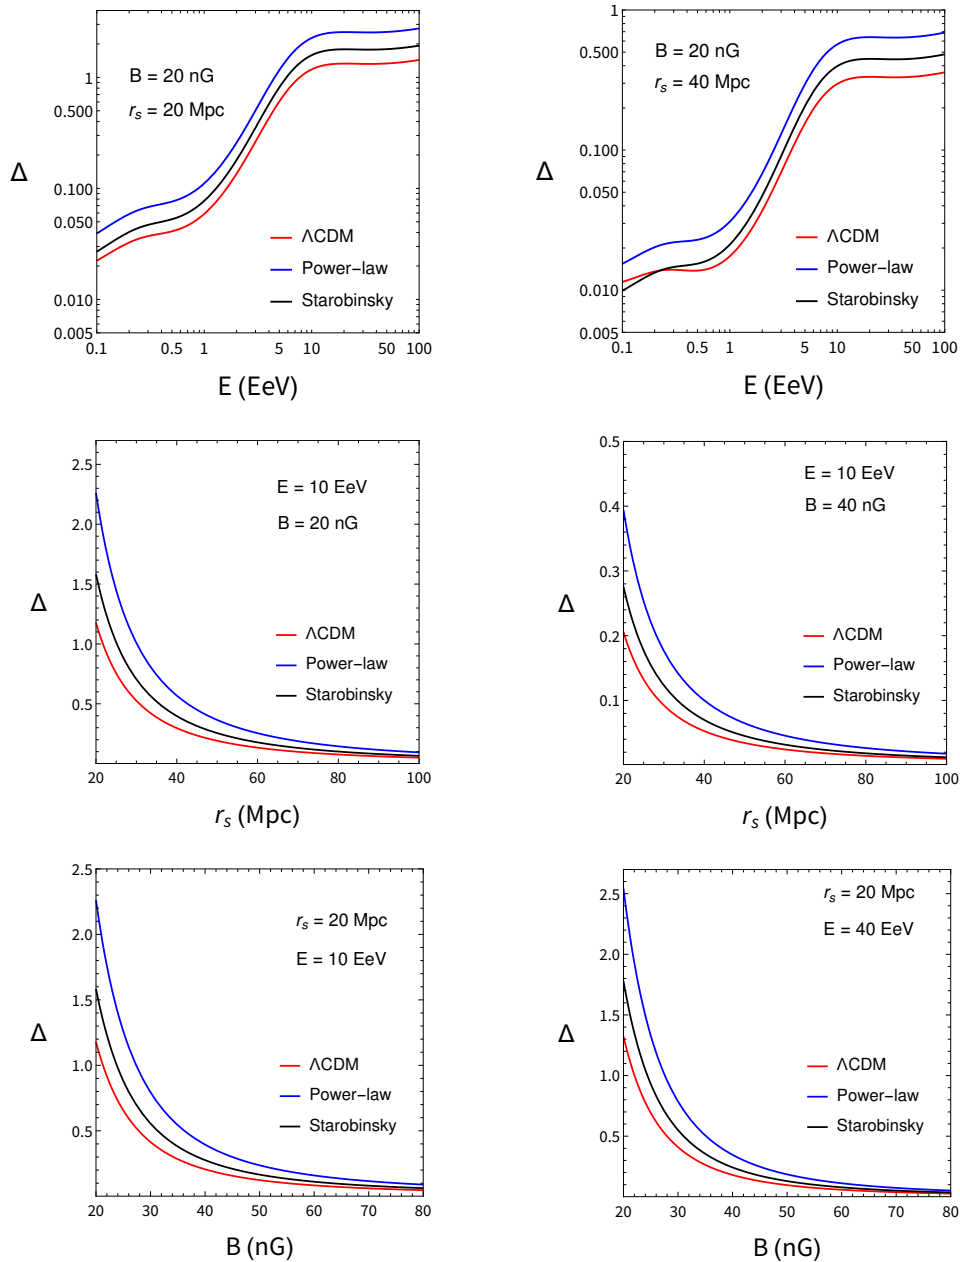 B = 20 nG
r_s = 20 Mpc
Δ
1
0.500
0.100
0.050
0.010
0.005
0.1 0.5 1 5 10 50 100
E (EeV)
ΛCDM
Power-law
Starobinsky
B = 20 nG
r_s = 40 Mpc
Δ
1
0.500
0.100
0.050
0.010
0.005
0.1 0.5 1 5 10 50 100
E (EeV)
ΛCDM
Power-law
Starobinsky
E = 10 EeV
B = 20 nG
Δ
2.5
2.0
1.5
1.0
0.5
20 40 60 80 100
r_s (Mpc)
ΛCDM
Power-law
Starobinsky
E = 10 EeV
B = 40 nG
Δ
0.5
0.4
0.3
0.2
0.1
20 40 60 80 100
r_s (Mpc)
ΛCDM
Power-law
Starobinsky
r_s = 20 Mpc
E = 10 EeV
Δ
2.5
2.0
1.5
1.0
0.5
20 30 40 50 60 70 80
B (nG)
ΛCDM
Power-law
Starobinsky
r_s = 20 Mpc
E = 40 EeV
Δ
2.5
2.0
1.5
1.0
0.5
20 30 40 50 60 70 80
B (nG)
ΛCDM
Power-law
Starobinsky